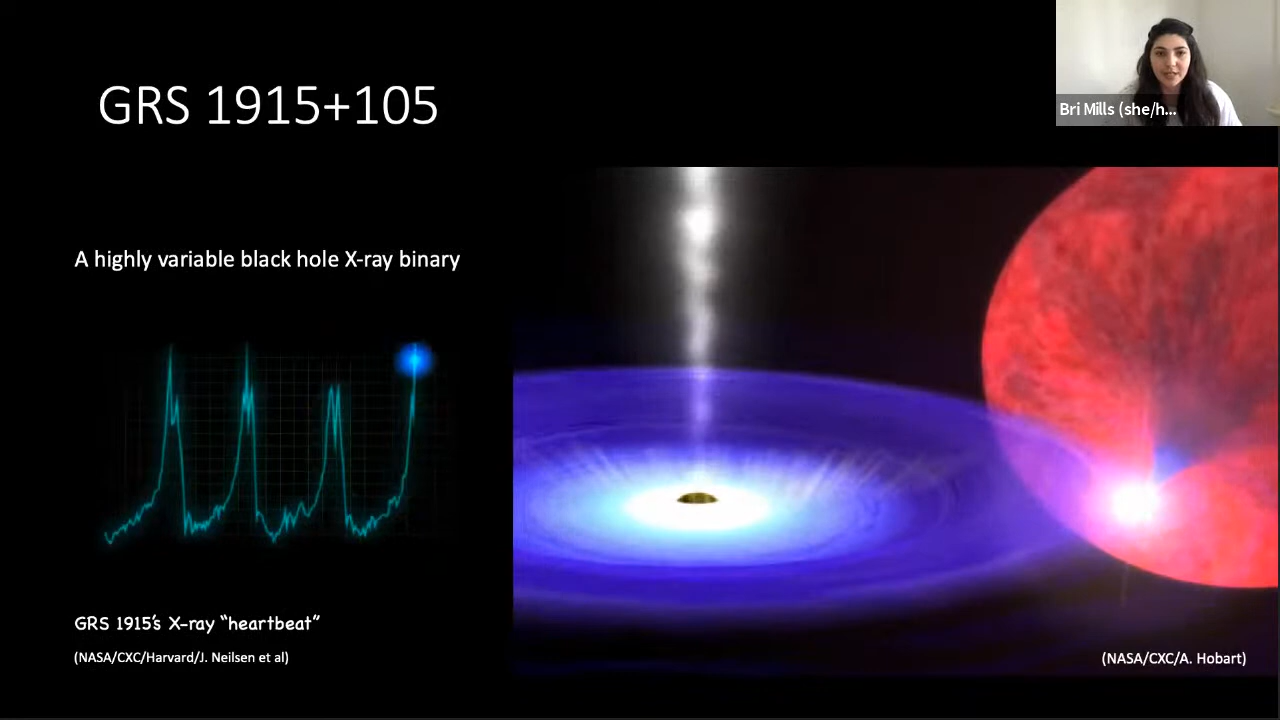 GRS 1915+105
Bri Mills (she/h...
A highly variable black hole X-ray binary
GRS 1915's X-ray “heartbeat”
(NASA/CXC/Harvard/J. Neilsen et al)
(NASA/CXC/A. Hobart)